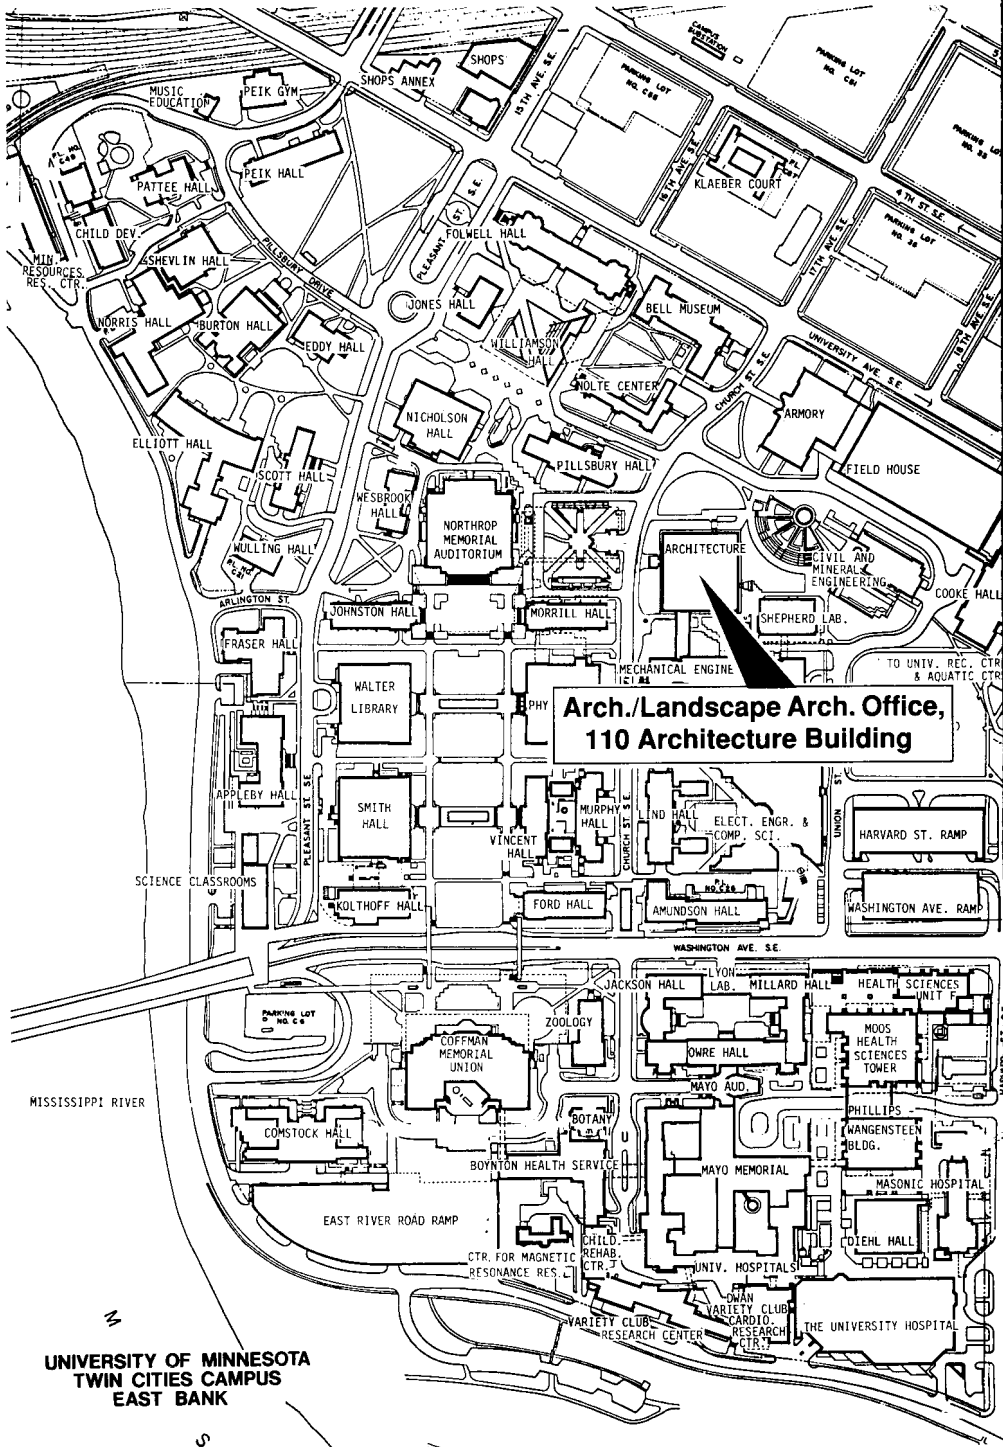 CAMPUS
SUBSTATION
SHOPS
PARKING LOT
NO. C61
SHOPS ANNEX
15TH AVE. S.E.
PARKING LOT
MUSIC
EDUCATION
PEIK GYM
PARKING LOT
PEIK HALL
KLAEBER COURT
16TH AVE S.E.
PATTEE HALL
4TH ST. S.E.
CHILD DEV.
PARKING LOT
17TH AVE S.E.
FOLWELL HALL
PLEASANT ST. S.E.
SHEVLIN HALL
MIN.
RESOURCES
RES. CTR.
PILLSBURY DRIVE
JONES HALL
BELL MUSEUM
NORRIS HALL
BURTON HALL
18TH AVE S.E.
EDDY HALL
WILLIAMSON
HALL
UNIVERSITY AVE. S.E.
NOLTE CENTER
CHURCH ST. S.E.
ARMORY
NICHOLSON
HALL
ELLIOTT HALL
SCOTT HALL
PILLSBURY HALL
FIELD HOUSE
WESBROOK
HALL
NORTHROP
MEMORIAL
AUDITORIUM
WULLING HALL
ARCHITECTURE
CIVIL AND
MINERAL
ENGINEERING
COOKE HALL
ARLINGTON ST.
JOHNSTON HALL
MORRILL HALL
SHEPHERD LAB.
FRASER HALL
MECHANICAL ENGINE
TO UNIV. REC. CTR
& AQUATIC CTR
WALTER
LIBRARY
PHY
Arch./Landscape Arch. Office,
110 Architecture Building
APPLEBY HALL
PLEASANT ST. S.E.
SMITH
HALL
MURPHY
HALL
CHURCH ST. S.E.
LIND HALL
ELECT. ENGR. &
COMP. SCI.
UNION ST.
HARVARD ST. RAMP
VINCENT
HALL
SCIENCE CLASSROOMS
KOLTHOFF HALL
FORD HALL
P.L.
NO. C26
AMUNDSON HALL
WASHINGTON AVE. RAMP
WASHINGTON AVE. S.E.
JACKSON HALL
LYON
LAB.
MILLARD HALL
HEALTH SCIENCES
UNIT F
PARKING LOT
NO. C6
ZOOLOGY
COFFMAN
MEMORIAL
UNION
MOOS
HEALTH
SCIENCES
TOWER
OWRE HALL
MAYO AUD.
MISSISSIPPI RIVER
PHILLIPS
WANGENSTEEN
BLDG.
COMSTOCK HALL
BOTANY
BOYNTON HEALTH SERVICE
MAYO MEMORIAL
MASONIC HOSPITAL
EAST RIVER ROAD RAMP
DIEHL HALL
CTR. FOR MAGNETIC
RESONANCE RES.
CHILD.
REHAB.
CTR.
UNIV. HOSPITALS
DWAN
VARIETY CLUB
CARDIO.
RESEARCH
CTR.
VARIETY CLUB
RESEARCH CENTER
THE UNIVERSITY HOSPITAL
M
UNIVERSITY OF MINNESOTA
TWIN CITIES CAMPUS
EAST BANK
S